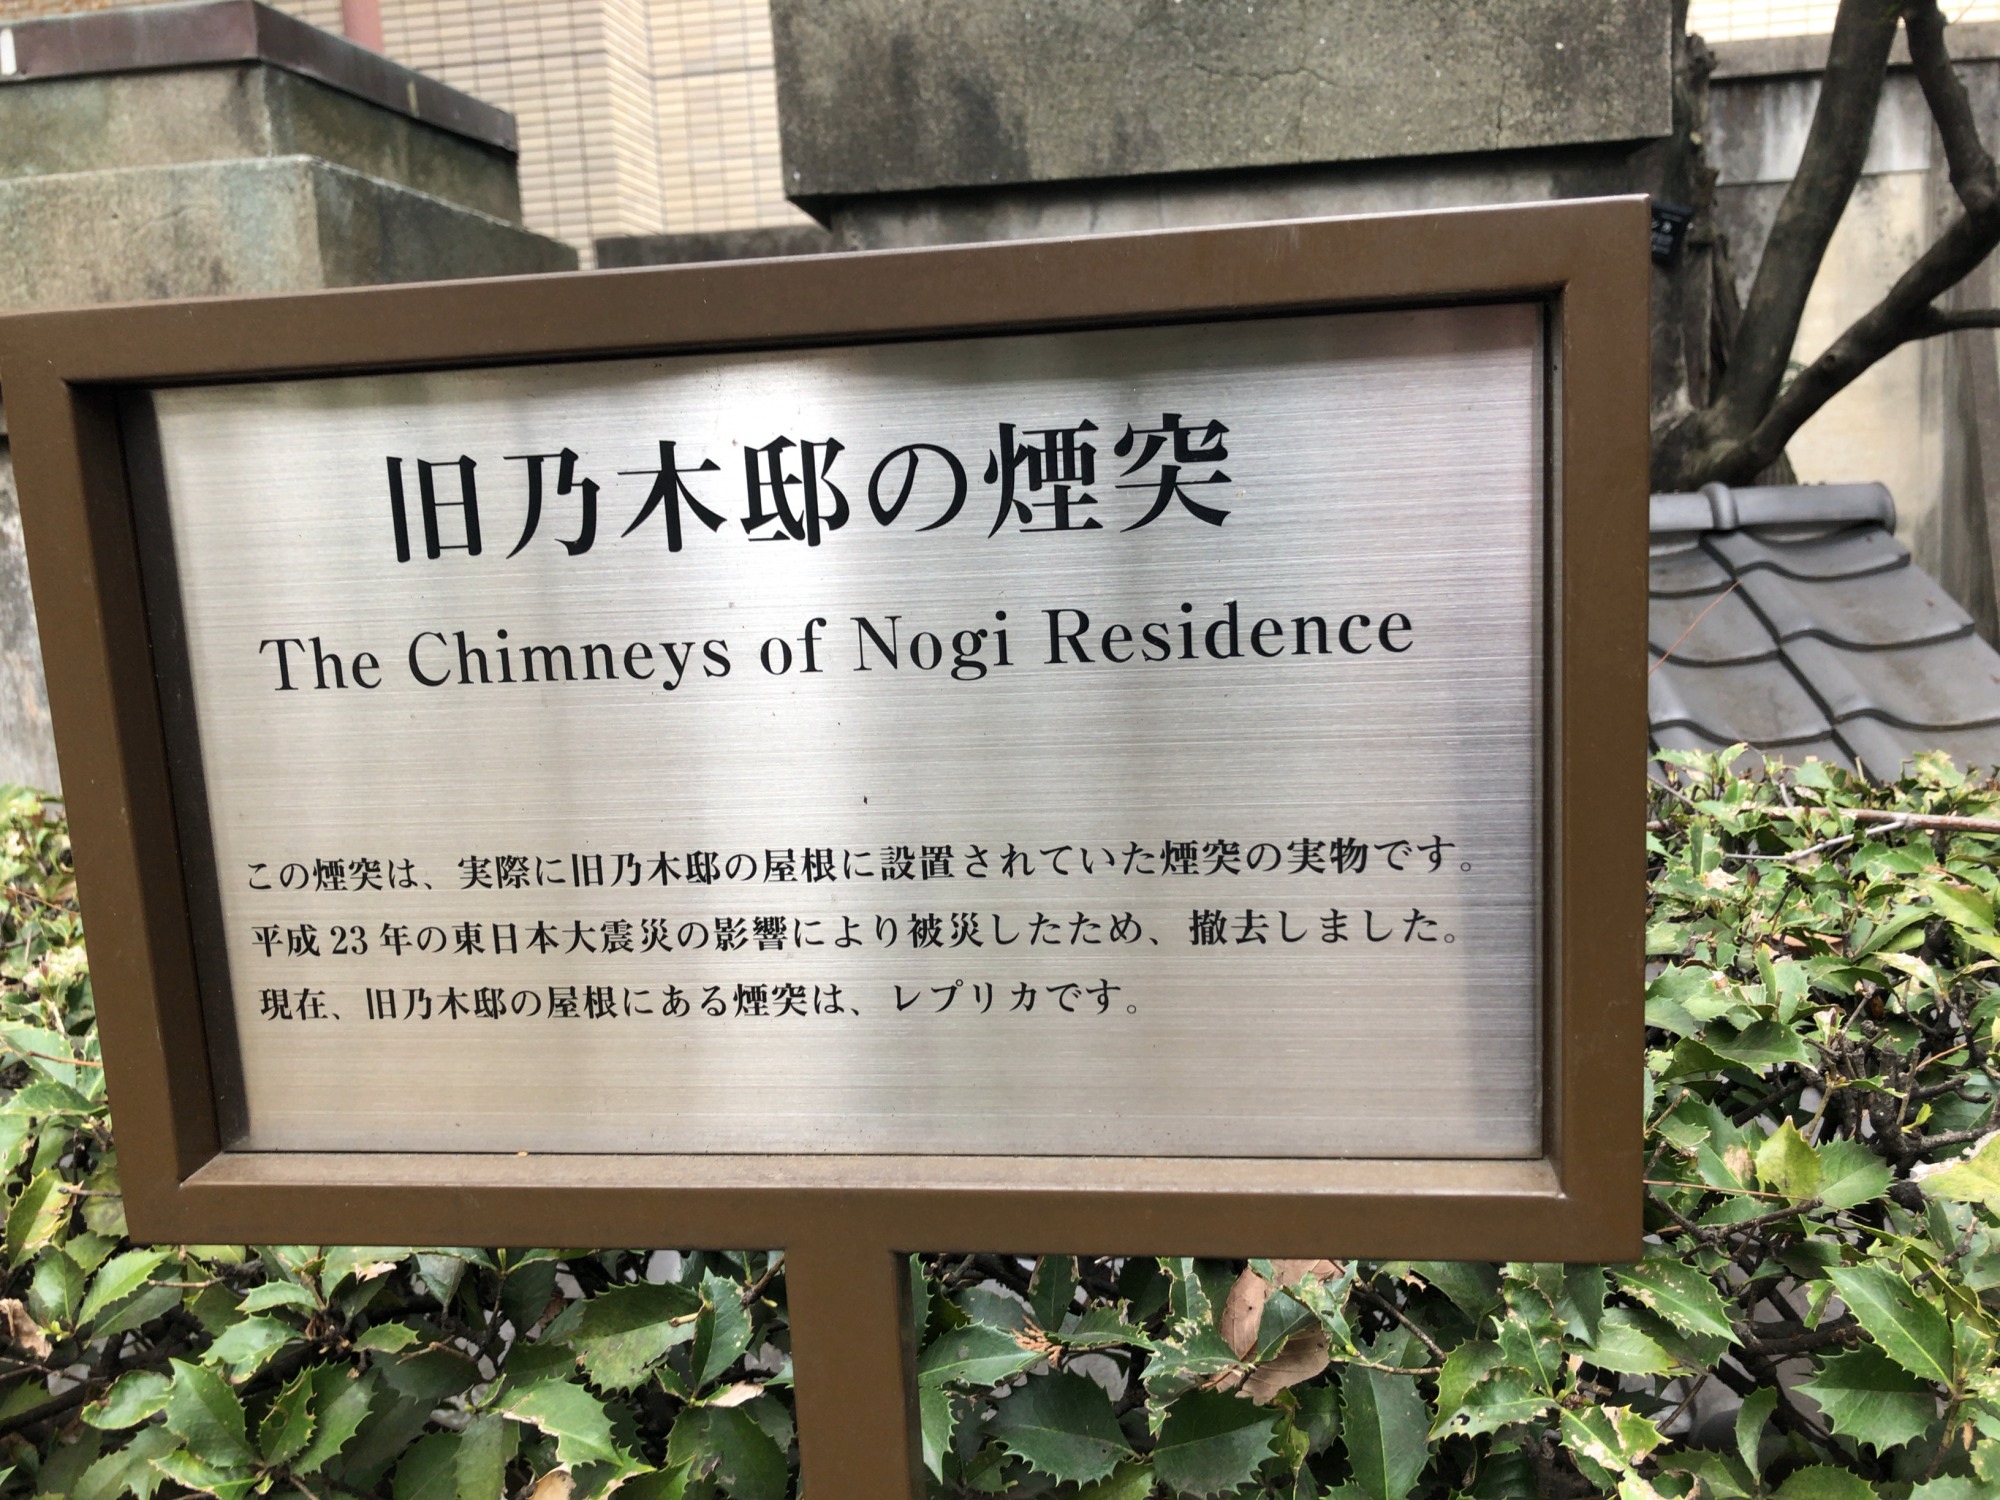 旧乃木邸の煙突
The Chimneys of Nogi Residence
この煙突は、実際に旧乃木邸の屋根に設置されていた煙突の実物です。
平成 23 年の東日本大震災の影響により被災したため、撤去しました。
現在、旧乃木邸の屋根にある煙突は、レプリカです。